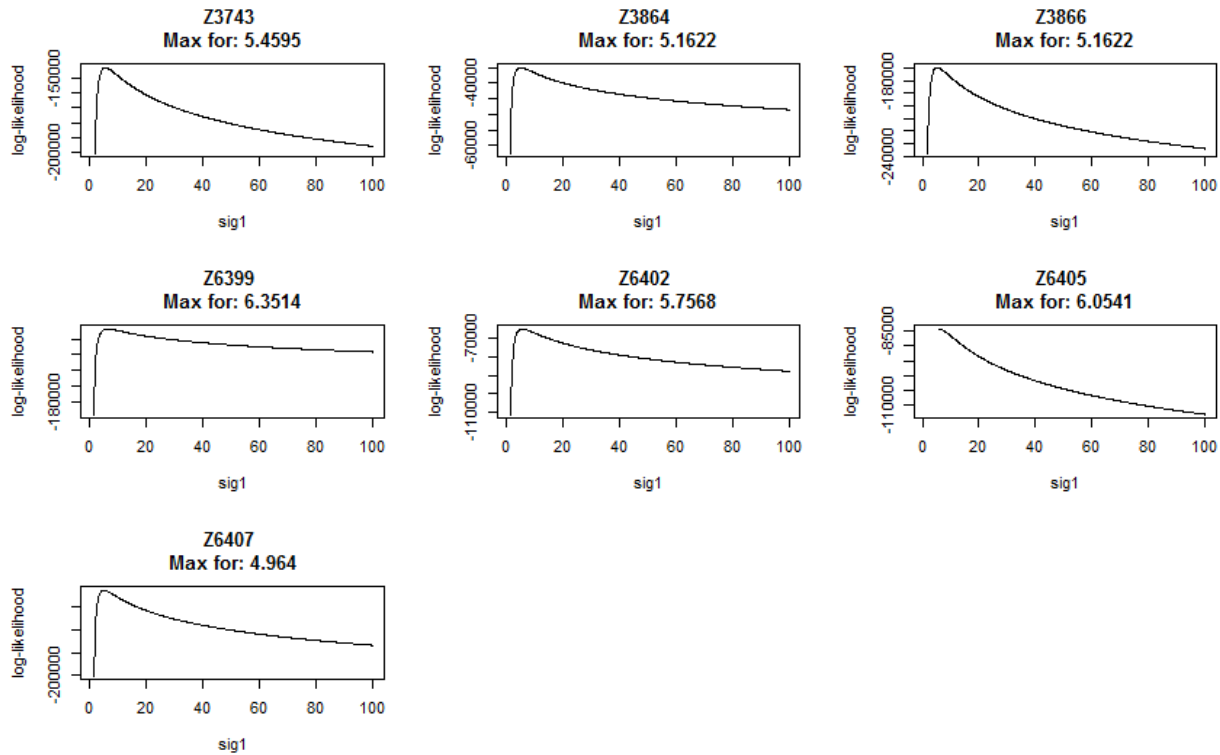 Z3743
Max for: 5.4595
log-likelihood
-200000
-150000
0 20 40 60 80 100
sig1
Z3864
Max for: 5.1622
log-likelihood
-60000
-40000
0 20 40 60 80 100
sig1
Z3866
Max for: 5.1622
log-likelihood
-240000
-180000
0 20 40 60 80 100
sig1
Z6399
Max for: 6.3514
log-likelihood
-180000
0 20 40 60 80 100
sig1
Z6402
Max for: 5.7568
log-likelihood
-110000
-70000
0 20 40 60 80 100
sig1
Z6405
Max for: 6.0541
log-likelihood
-110000
-85000
0 20 40 60 80 100
sig1
Z6407
Max for: 4.964
log-likelihood
-200000
0 20 40 60 80 100
sig1